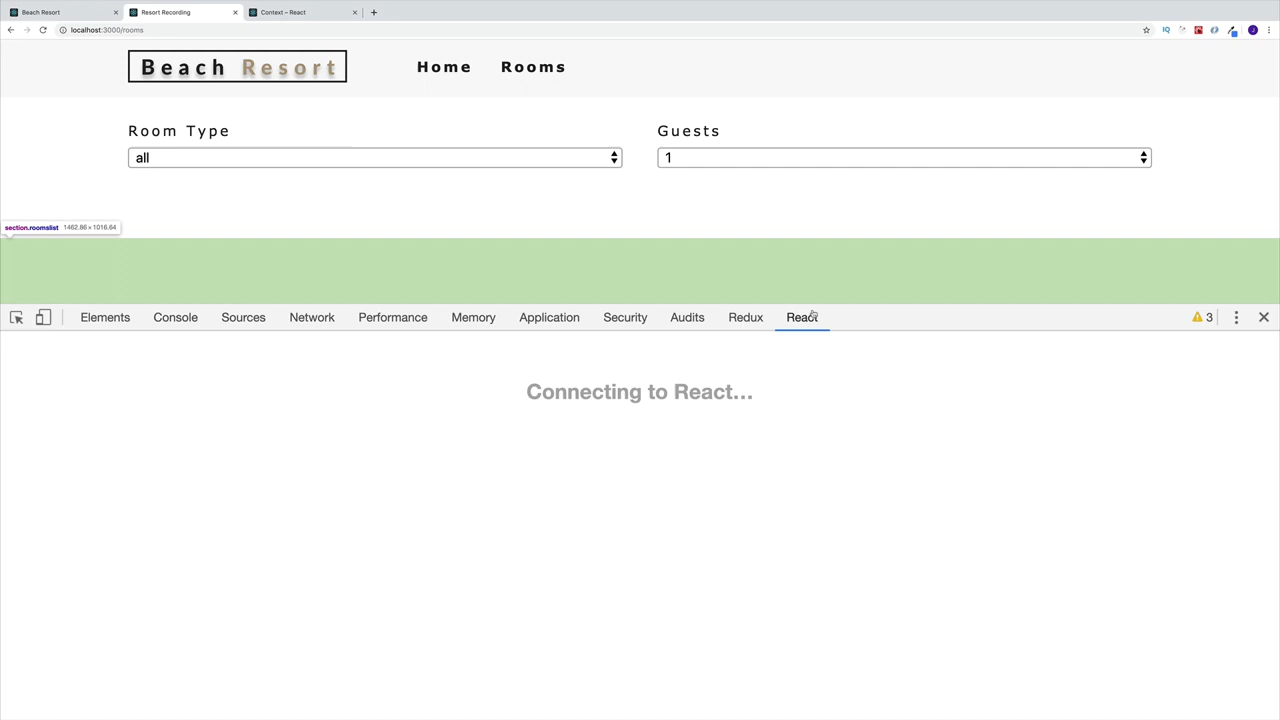 Beach Resort
Resort Recording
Context – React
localhost:3000/rooms
IQ
J
Beach Resort
Home
Rooms
Room Type
Guests
all
1
section.roomslist 1462.86 × 1016.64
Elements
Console
Sources
Network
Performance
Memory
Application
Security
Audits
Redux
React
3
Connecting to React…